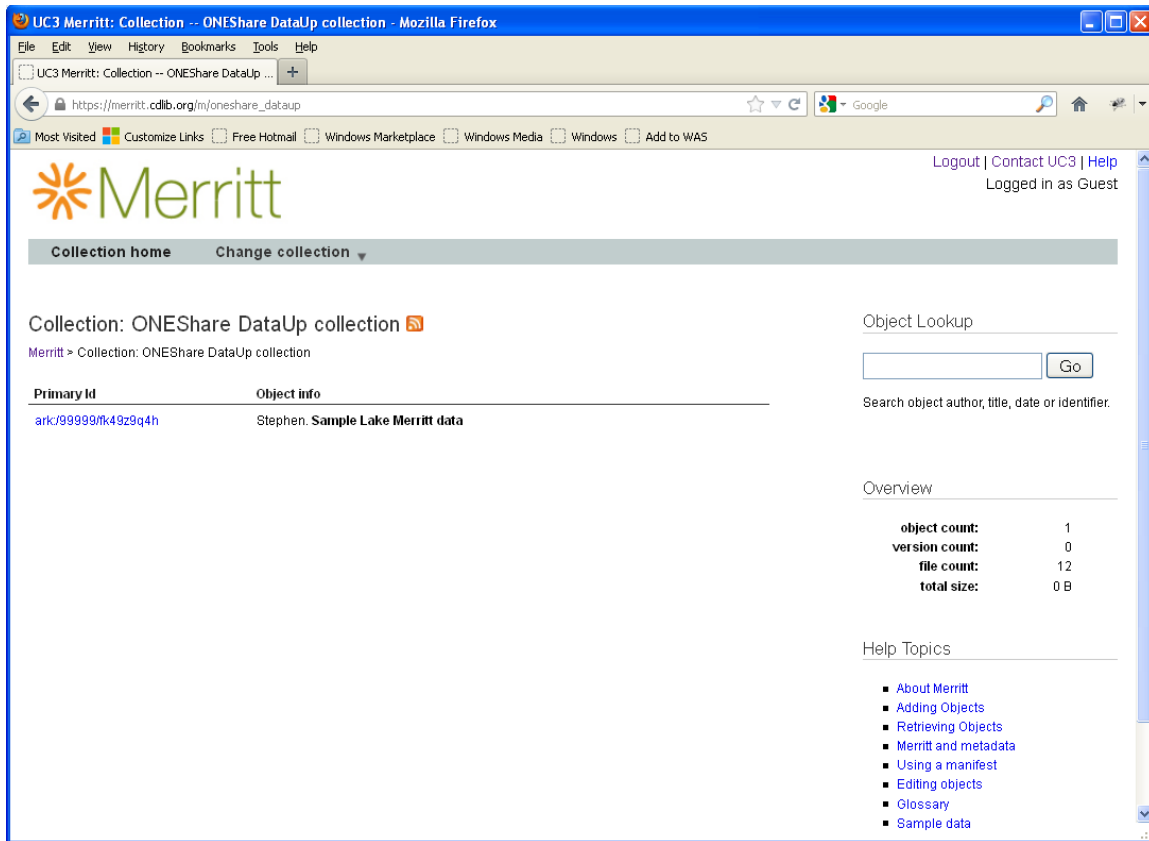 UC3 Merritt: Collection -- ONEShare DataUp collection - Mozilla Firefox
File Edit View History Bookmarks Tools Help
UC3 Merritt: Collection -- ONEShare DataUp ... +
https://merritt.cdlib.org/m/oneshare_dataup Google
Most Visited Customize Links Free Hotmail Windows Marketplace Windows Media Windows Add to WAS
Logout | Contact UC3 | Help
Logged in as Guest
Merritt
Collection home Change collection
Collection: ONEShare DataUp collection
Merritt > Collection: ONEShare DataUp collection
Primary Id Object info
ark:/99999/fk49z9q4h Stephen. Sample Lake Merritt data
Object Lookup
Go
Search object author, title, date or identifier.
Overview
object count: 1
version count: 0
file count: 12
total size: 0 B
Help Topics
About Merritt
Adding Objects
Retrieving Objects
Merritt and metadata
Using a manifest
Editing objects
Glossary
Sample data